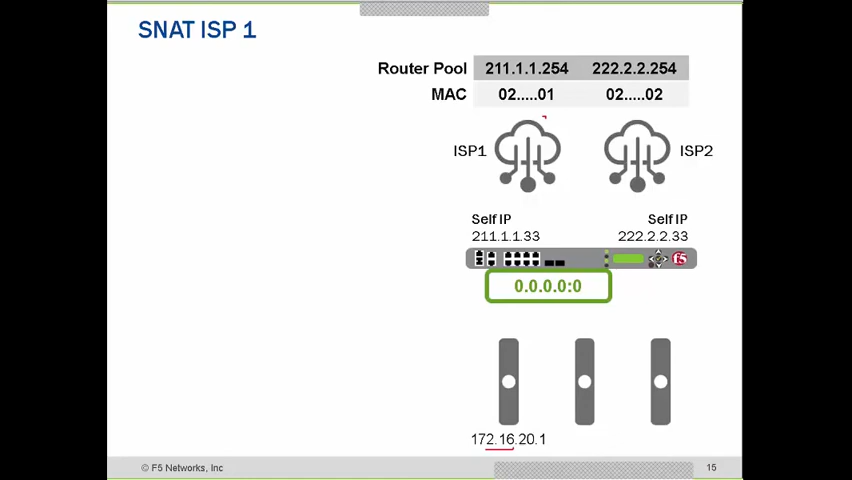 SNAT ISP 1
Router Pool 211.1.1.254 222.2.2.254
MAC 02.....01 02.....02
ISP1 ISP2
Self IP Self IP
211.1.1.33 222.2.2.33
f5
0.0.0.0:0
172.16.20.1
© F5 Networks, Inc 15